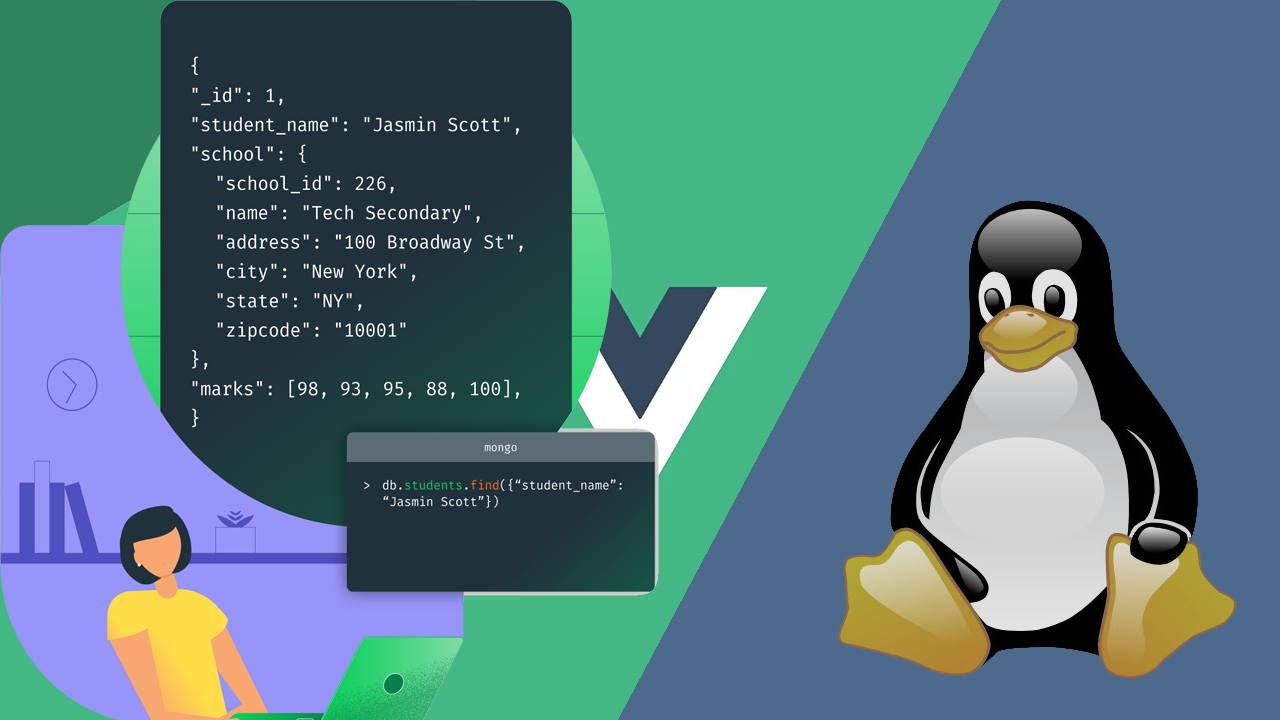 {
"_id": 1,
"student_name": "Jasmin Scott",
"school": {
"school_id": 226,
"name": "Tech Secondary",
"address": "100 Broadway St",
"city": "New York",
"state": "NY",
"zipcode": "10001"
},
"marks": [98, 93, 95, 88, 100],
}
mongo
> db.students.find({“student_name”:
“Jasmin Scott”})